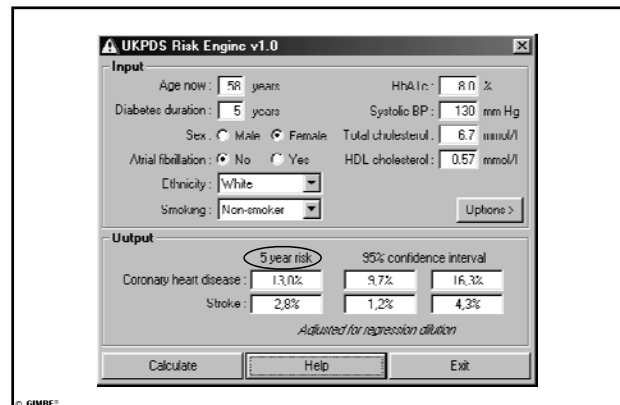 UKPDS Risk Engine v1.0
Input
Age now : 58 years HbA1c : 8.0 %
Diabetes duration : 5 years Systolic BP : 130 mm Hg
Sex : Male Female Total cholesterol : 6.7 mmol/l
Atrial fibrillation : No Yes HDL cholesterol : 0.57 mmol/l
Ethnicity : White
Smoking : Non-smoker Options >
Output
5 year risk 95% confidence interval
Coronary heart disease : 13,0% 9,7% 16,3%
Stroke : 2,8% 1,2% 4,3%
Adjusted for regression dilution
Calculate Help Exit
© GIMBE®